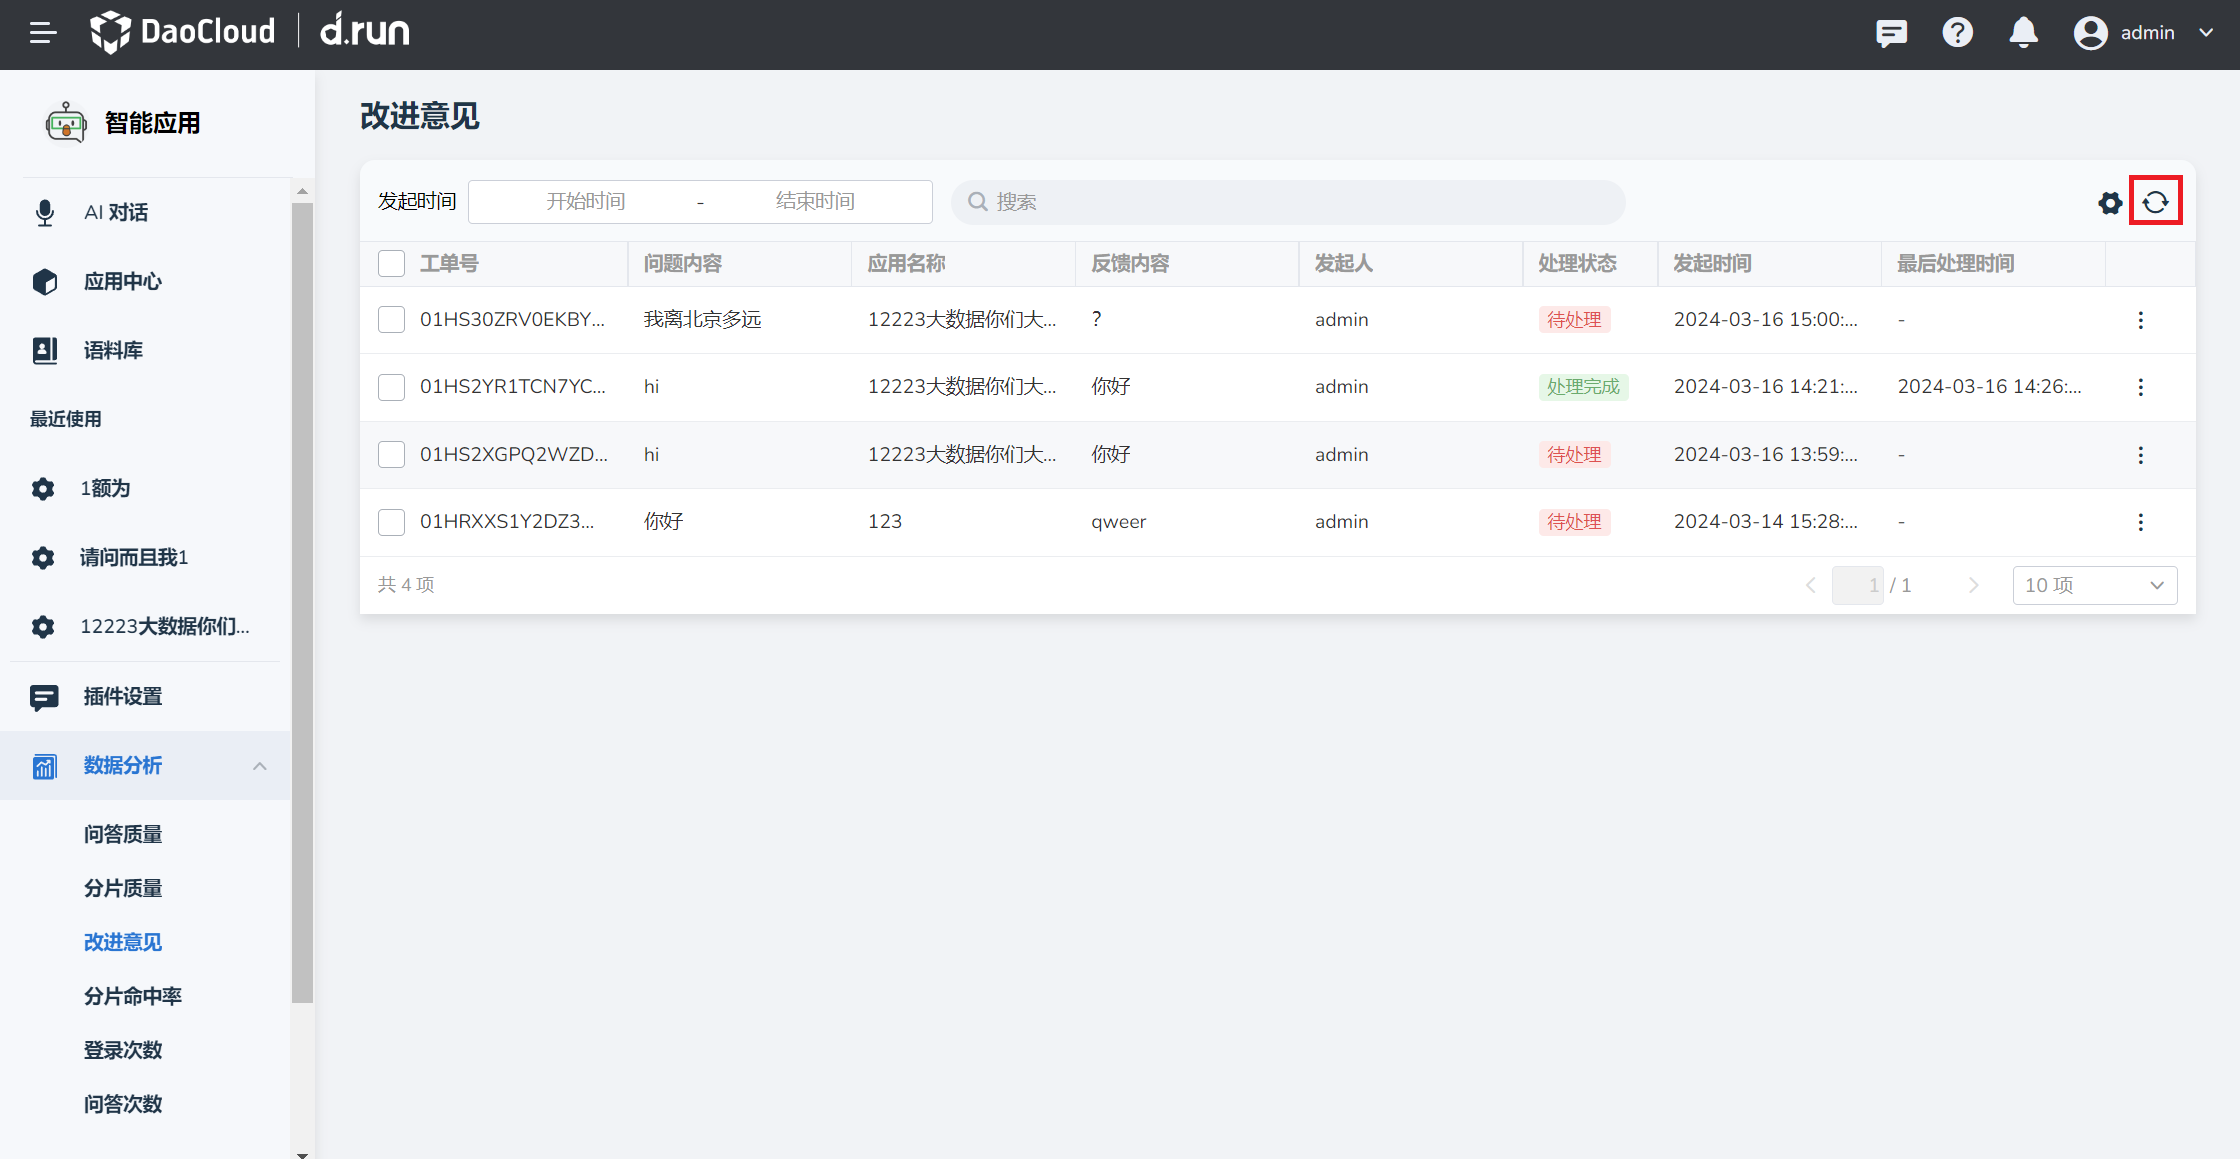 DaoCloud | d.run
admin
智能应用
AI 对话
应用中心
语料库
最近使用
1额为
请问而且我1
12223大数据你们...
插件设置
数据分析
问答质量
分片质量
改进意见
分片命中率
登录次数
问答次数
改进意见
发起时间 开始时间 - 结束时间 搜索
工单号 问题内容 应用名称 反馈内容 发起人 处理状态 发起时间 最后处理时间
01HS30ZRV0EKBY... 我离北京多远 12223大数据你们大... ? admin 待处理 2024-03-16 15:00:... -
01HS2YR1TCN7YC... hi 12223大数据你们大... 你好 admin 处理完成 2024-03-16 14:21:... 2024-03-16 14:26:...
01HS2XGPQ2WZD... hi 12223大数据你们大... 你好 admin 待处理 2024-03-16 13:59:... -
01HRXXS1Y2DZ3... 你好 123 qweer admin 待处理 2024-03-14 15:28:... -
共 4 项 1 / 1 10 项